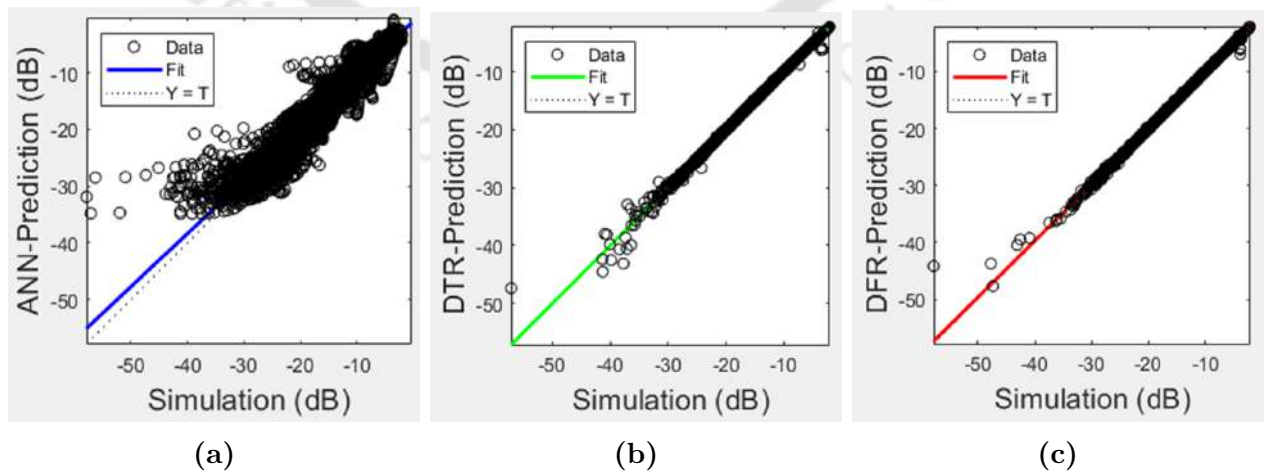 ANN-Prediction (dB)
Data
Fit
Y = T
-10
-20
-30
-40
-50
-50
-40
-30
-20
-10
Simulation (dB)
(a)
DTR-Prediction (dB)
Data
Fit
Y = T
-10
-20
-30
-40
-50
-50
-40
-30
-20
-10
Simulation (dB)
(b)
DFR-Prediction (dB)
Data
Fit
Y = T
-10
-20
-30
-40
-50
-50
-40
-30
-20
-10
Simulation (dB)
(c)